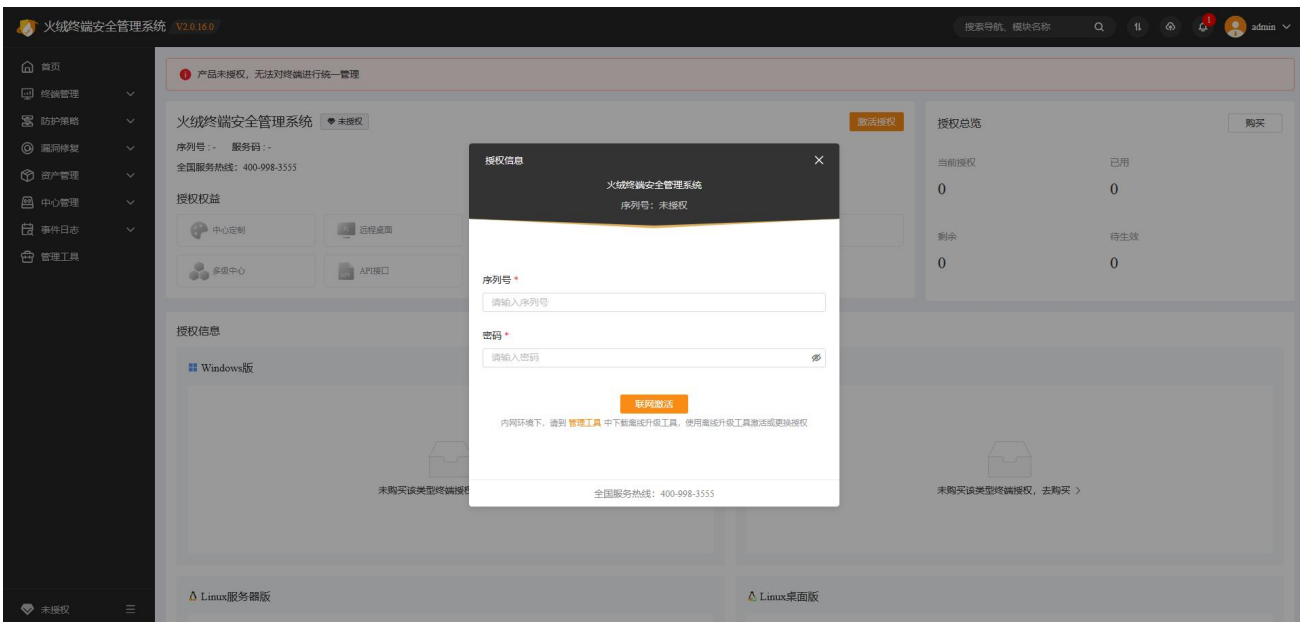 火绒终端安全管理系统 V2.0.16.0
搜索导航、模块名称
1
admin
首页
终端管理
防护策略
漏洞修复
资产管理
中心管理
事件日志
管理工具
未授权
产品未授权，无法对终端进行统一管理
火绒终端安全管理系统 未授权
激活授权
序列号：- 服务码：-
全国服务热线：400-998-3555
授权权益
中心定制
远程桌面
多级中心
API接口
授权总览
购买
当前授权
已用
0
0
剩余
待生效
0
0
授权信息
Windows版
未购买该类型终端授权
未购买该类型终端授权，去购买
Linux服务器版
Linux桌面版
授权信息
火绒终端安全管理系统
序列号：未授权
序列号 *
请输入序列号
密码 *
请输入密码
联网激活
内网环境下，请到 管理工具 中下载离线升级工具，使用离线升级工具激活或更换授权
全国服务热线：400-998-3555